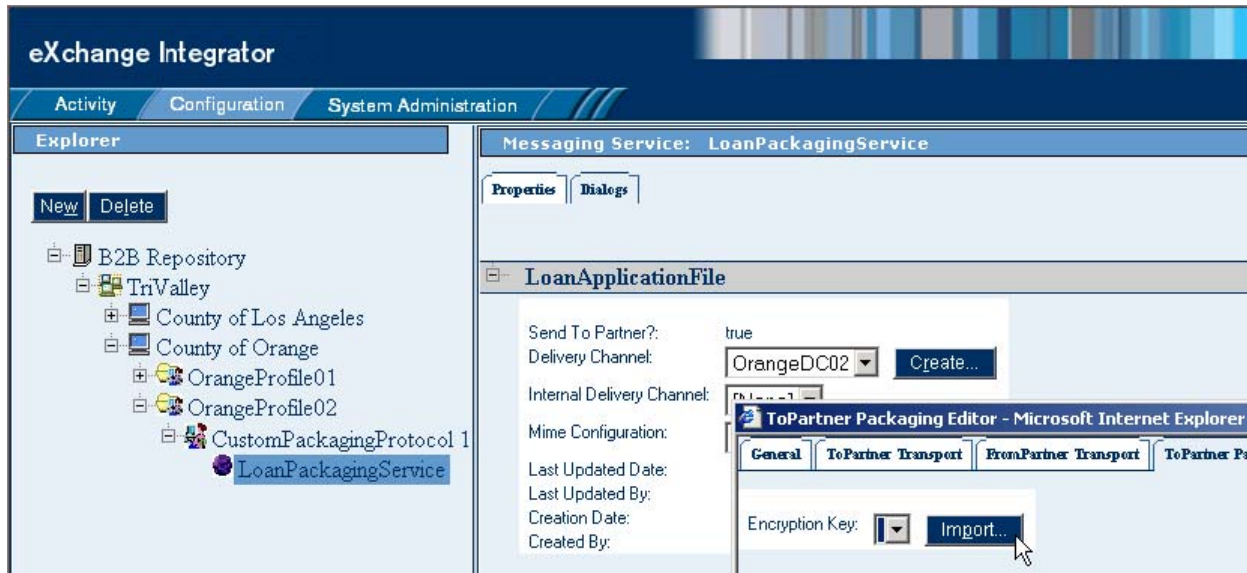 eXchange Integrator
Activity Configuration System Administration
Explorer
New Delete
B2B Repository
TriValley
County of Los Angeles
County of Orange
OrangeProfile01
OrangeProfile02
CustomPackagingProtocol 1
LoanPackagingService
Messaging Service: LoanPackagingService
Properties Dialogs
LoanApplicationFile
Send To Partner?: true
Delivery Channel: OrangeDC02 Create...
Internal Delivery Channel:
Mime Configuration:
Last Updated Date:
Last Updated By:
Creation Date:
Created By:
ToPartner Packaging Editor - Microsoft Internet Explorer
General ToPartner Transport FromPartner Transport ToPartner Pa
Encryption Key: Import...